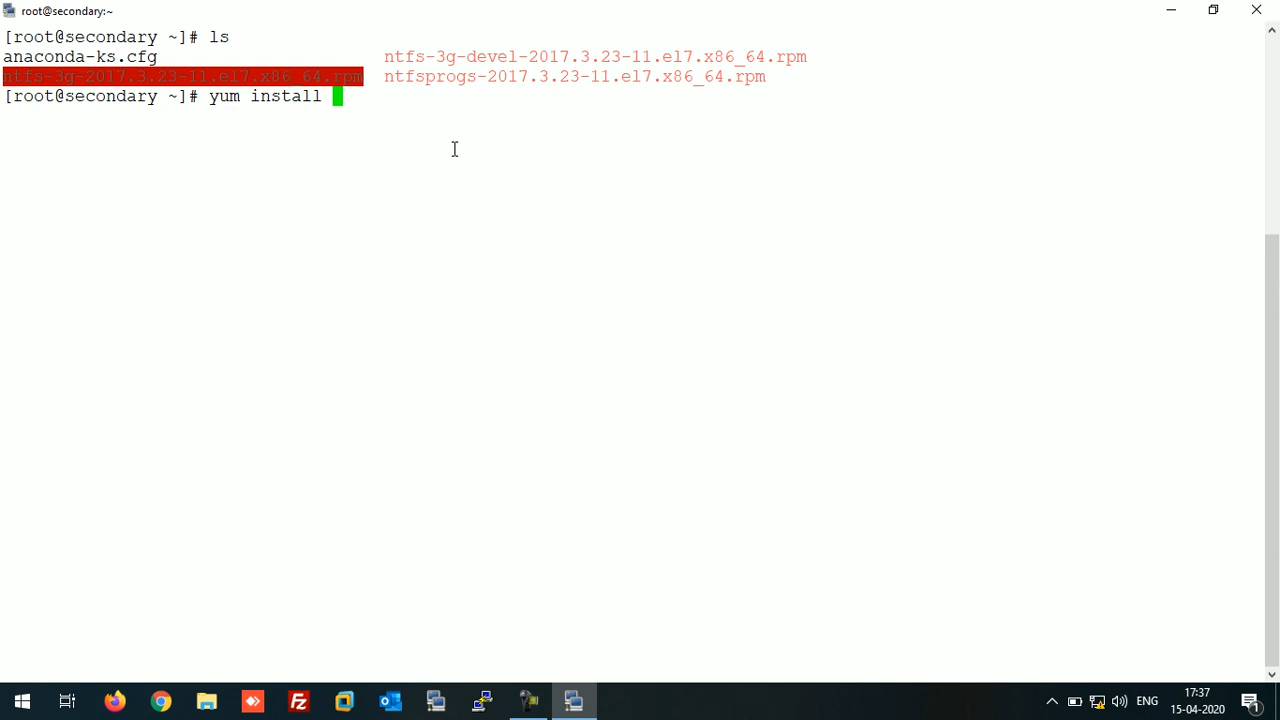 root@secondary:~
[root@secondary ~]# ls
anaconda-ks.cfg ntfs-3g-devel-2017.3.23-11.el7.x86_64.rpm
ntfs-3g-2017.3.23-11.el7.x86_64.rpm ntfsprogs-2017.3.23-11.el7.x86_64.rpm
[root@secondary ~]# yum install
ENG
17:37
15-04-2020
1